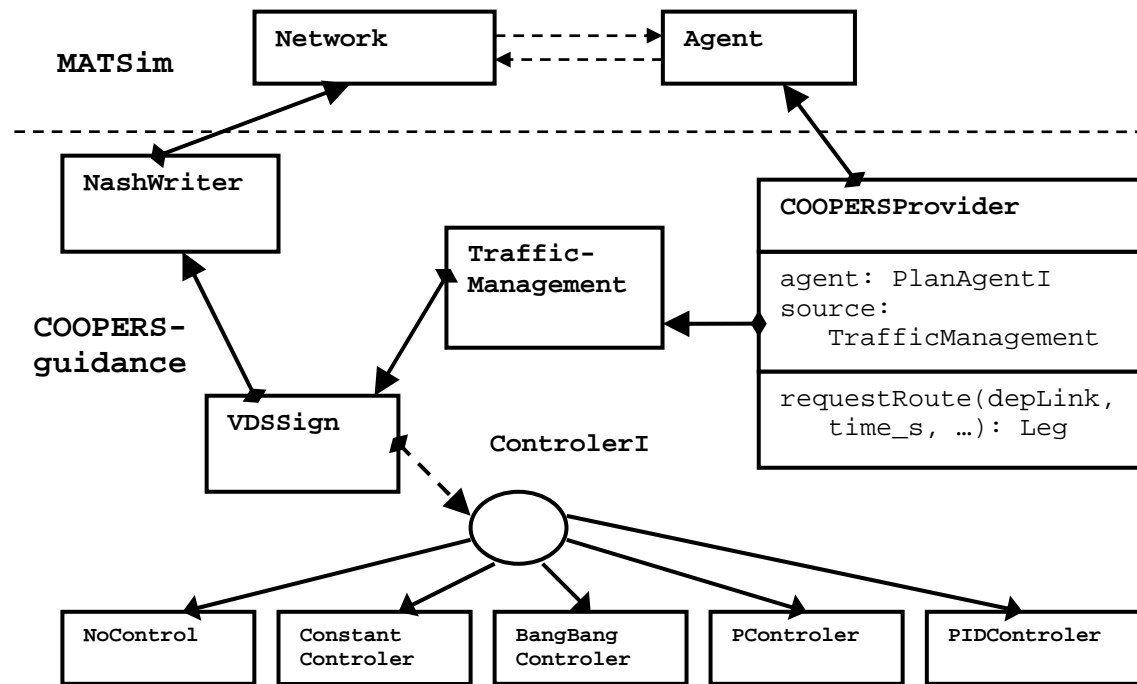 Network
Agent
MATSim
NashWriter
COOPERSProvider
Traffic-
Management
agent: PlanAgentI
source:
TrafficManagement
COOPERS-
guidance
requestRoute(depLink,
time_s, …): Leg
VDSSign
ControlerI
NoControl
Constant
Controler
BangBang
Controler
PControler
PIDControler